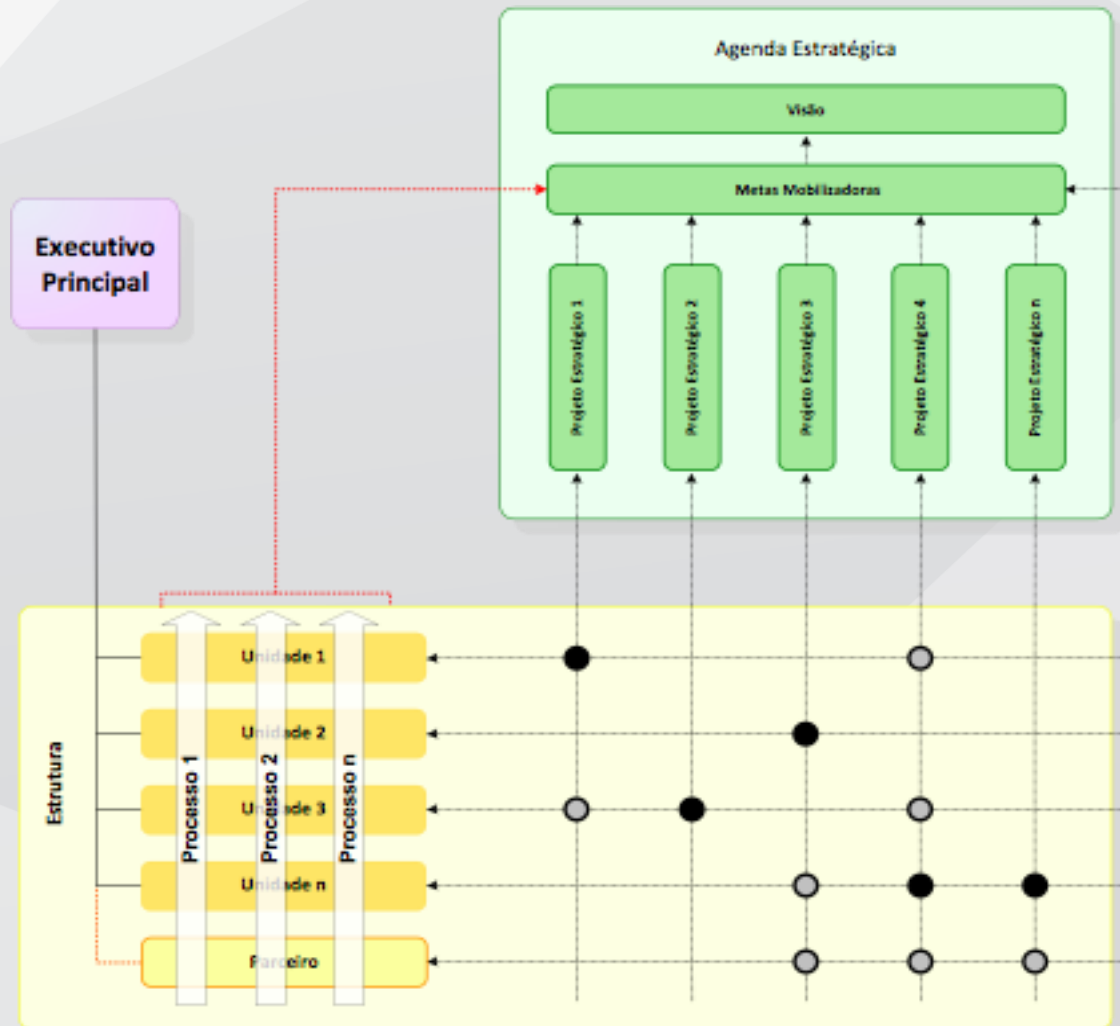 Agenda Estratégica
Visão
Metas Mobilizadoras
Executivo
Principal
Projeto Estratégico 1
Projeto Estratégico 2
Projeto Estratégico 3
Projeto Estratégico 4
Projeto Estratégico n
Estrutura
Unidade 1
Unidade 2
Unidade 3
Unidade n
Parceiro
Processo 1
Processo 2
Processo n